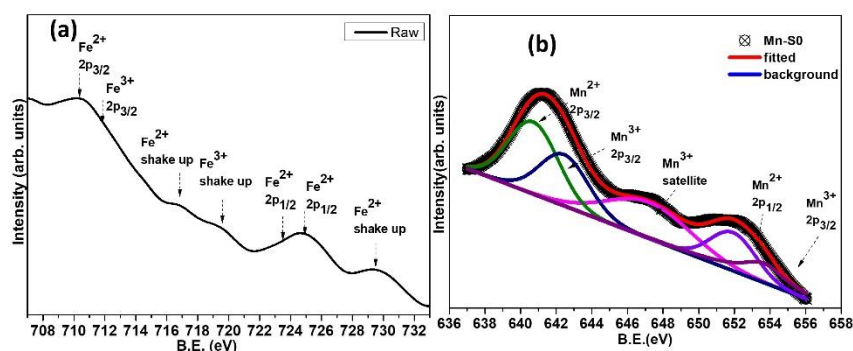 (a)
Raw
Fe2+
2p3/2
Fe3+
2p3/2
Fe2+
shake up
Fe3+
shake up
Fe2+
2p1/2
Fe2+
2p1/2
Fe2+
shake up
Intensity (arb. units)
708 710 712 714 716 718 720 722 724 726 728 730 732
B.E. (eV)
(b)
Mn-S0
fitted
background
Mn2+
2p3/2
Mn3+
2p3/2
Mn3+
satellite
Mn2+
2p1/2
Mn3+
2p3/2
Intensity(arb. units)
636 638 640 642 644 646 648 650 652 654 656 658
B.E.(eV)